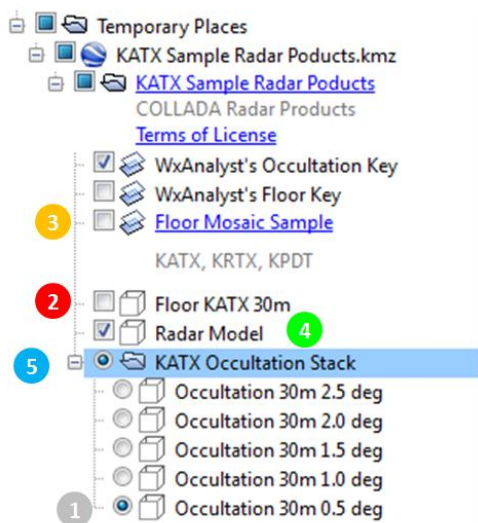 Temporary Places
KATX Sample Radar Poducts.kmz
KATX Sample Radar Poducts
COLLADA Radar Products
Terms of License
WxAnalyst's Occultation Key
WxAnalyst's Floor Key
3 Floor Mosaic Sample
KATX, KRTX, KPDT
2 Floor KATX 30m
Radar Model 4
5 KATX Occultation Stack
Occultation 30m 2.5 deg
Occultation 30m 2.0 deg
Occultation 30m 1.5 deg
Occultation 30m 1.0 deg
1 Occultation 30m 0.5 deg